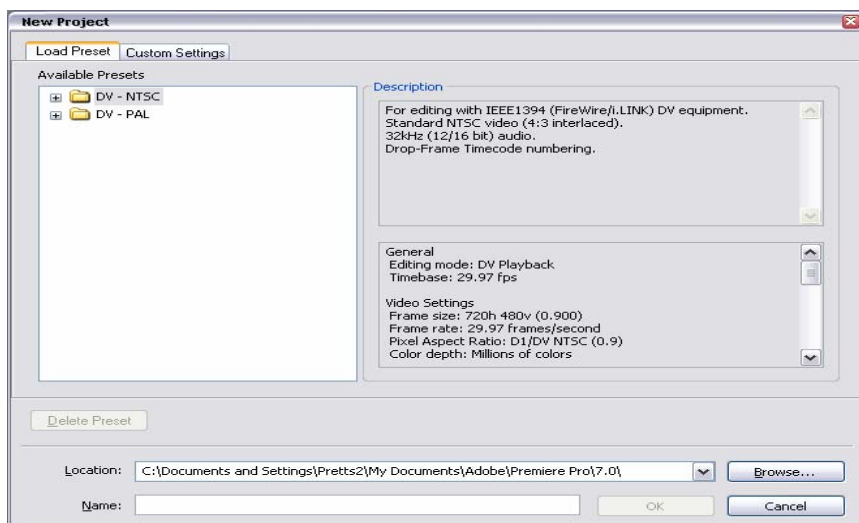 New Project
Load Preset Custom Settings
Available Presets
DV - NTSC
DV - PAL
Description
For editing with IEEE1394 (FireWire/i.LINK) DV equipment.
Standard NTSC video (4:3 interlaced).
32kHz (12/16 bit) audio.
Drop-Frame Timecode numbering.
General
Editing mode: DV Playback
Timebase: 29.97 fps
Video Settings
Frame size: 720h 480v (0.900)
Frame rate: 29.97 frames/second
Pixel Aspect Ratio: D1/DV NTSC (0.9)
Color depth: Millions of colors
Delete Preset
Location: C:\Documents and Settings\Pretts2\My Documents\Adobe\Premiere Pro\7.0\ Browse...
Name: OK Cancel